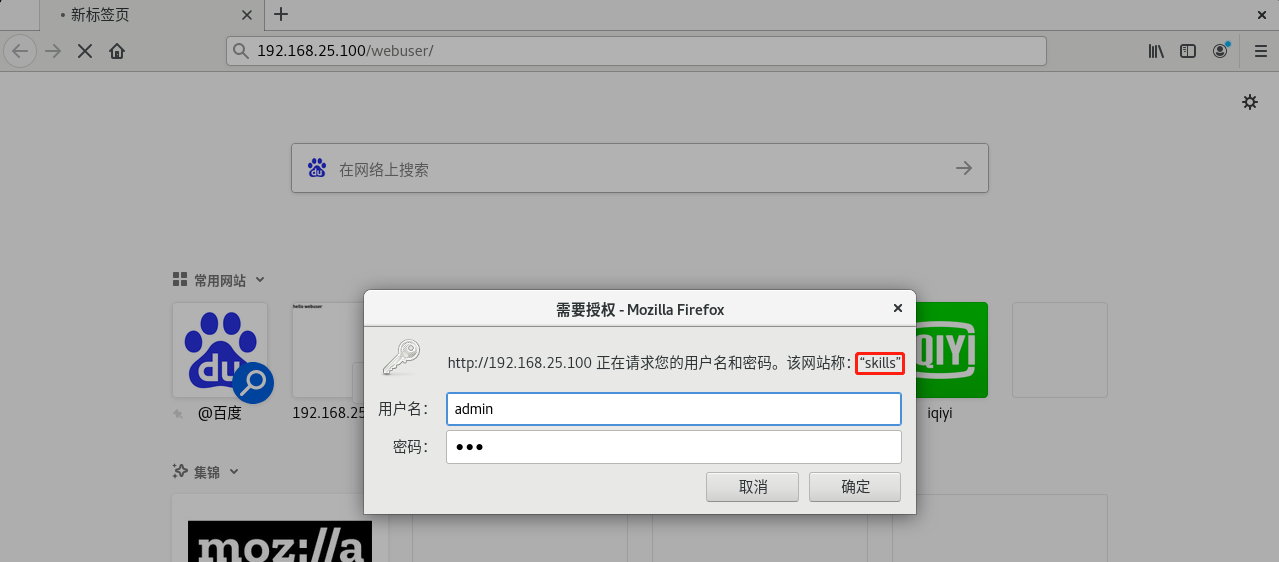 新标签页
192.168.25.100/webuser/
在网络上搜索
常用网站
hello webuser
du
QIYI
@百度
192.168.25
iqiyi
需要授权 - Mozilla Firefox
http://192.168.25.100 正在请求您的用户名和密码。该网站称：“skills”
用户名：
admin
密码：
取消
确定
集锦
du
moz://a